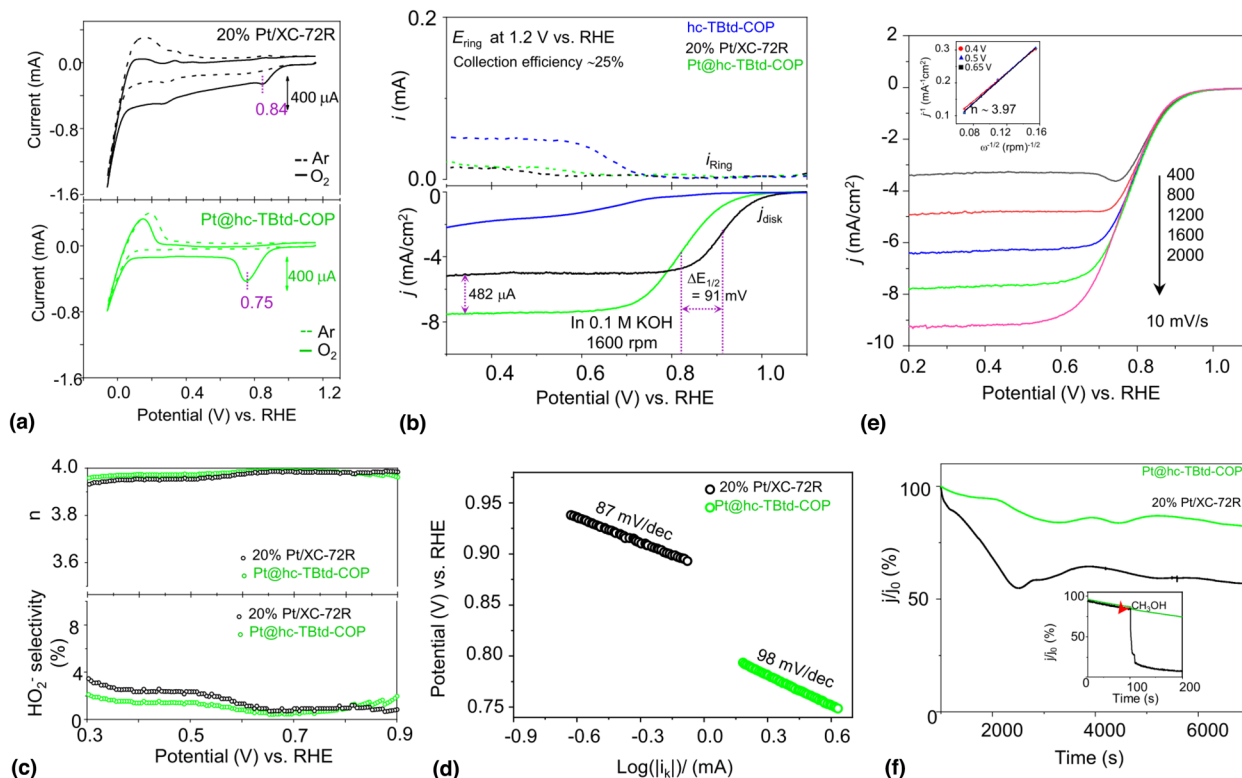 20% Pt/XC-72R
0.0
-0.8
-1.6
Current (mA)
0.84
400 μA
Ar
O₂
Pt@hc-TBtd-COP
0.0
-0.8
-1.6
Current (mA)
0.75
400 μA
Ar
O₂
0.0 0.4 0.8 1.2
Potential (V) vs. RHE
(a)
0.2
0.0
i (mA)
E_ring at 1.2 V vs. RHE
Collection efficiency ~25%
hc-TBtd-COP
20% Pt/XC-72R
Pt@hc-TBtd-COP
i_Ring
0
-4
-8
j (mA/cm²)
j_disk
482 μA
ΔE₁/₂
= 91 mV
In 0.1 M KOH
1600 rpm
0.4 0.6 0.8 1.0
Potential (V) vs. RHE
(b)
0
-2
-4
-6
-8
-10
j (mA/cm²)
0.3
0.2
0.1
j⁻¹ (mA⁻¹cm²)
0.4 V
0.5 V
0.65 V
n ~ 3.97
0.08 0.12 0.16
ω⁻¹/² (rpm)⁻¹/²
400
800
1200
1600
2000
10 mV/s
0.2 0.4 0.6 0.8 1.0
Potential (V) vs. RHE
(e)
4.0
3.8
3.6
n
20% Pt/XC-72R
Pt@hc-TBtd-COP
8
4
0
HO₂⁻ selectivity
(%)
20% Pt/XC-72R
Pt@hc-TBtd-COP
0.3 0.5 0.7 0.9
Potential (V) vs. RHE
(c)
0.95
0.90
0.85
0.80
0.75
Potential (V) vs. RHE
20% Pt/XC-72R
Pt@hc-TBtd-COP
87 mV/dec
98 mV/dec
-0.9 -0.6 -0.3 0.0 0.3 0.6
Log(|i_k|)/ (mA)
(d)
Pt@hc-TBtd-COP
20% Pt/XC-72R
100
50
0
j/j₀ (%)
100
50
0
j/j₀ (%)
CH₃OH
0 100 200
Time (s)
2000 4000 6000
Time (s)
(f)